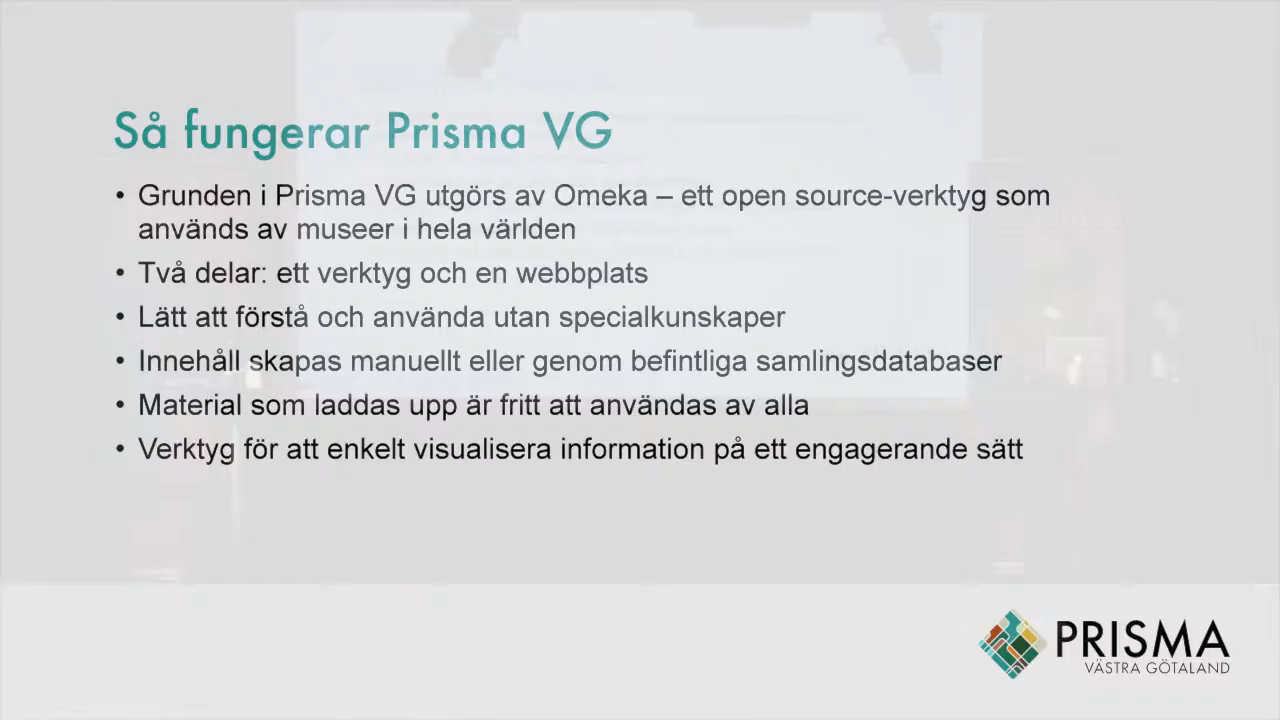 Så fungerar Prisma VG
• Grunden i Prisma VG utgörs av Omeka – ett open source-verktyg som
används av museer i hela världen
• Två delar: ett verktyg och en webbplats
• Lätt att förstå och använda utan specialkunskaper
• Innehåll skapas manuellt eller genom befintliga samlingsdatabaser
• Material som laddas upp är fritt att användas av alla
• Verktyg för att enkelt visualisera information på ett engagerande sätt
PRISMA
VÄSTRA GÖTALAND